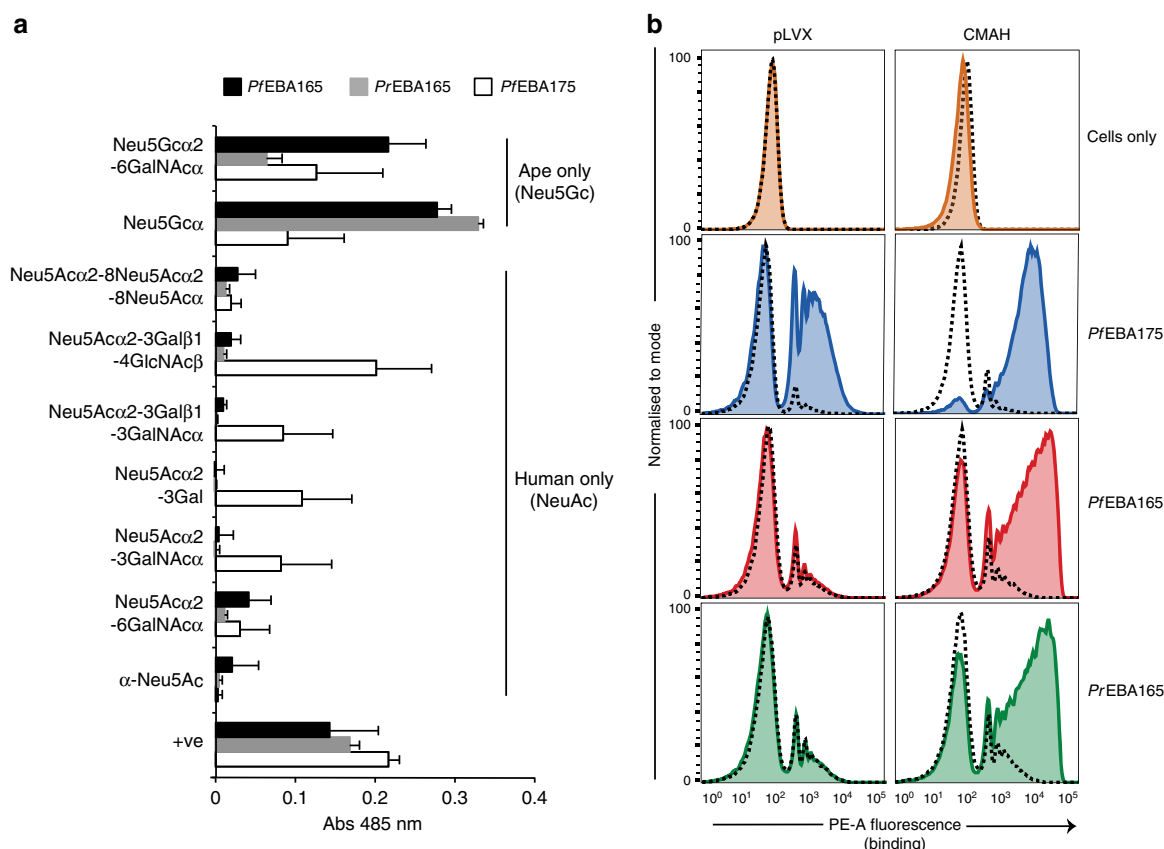 a
PfEBA165 PrEBA165 PfEBA175
Neu5Gcα2
-6GalNAcα
Neu5Gcα
Neu5Acα2-8Neu5Acα2
-8Neu5Acα
Neu5Acα2-3Galβ1
-4GlcNAcβ
Neu5Acα2-3Galβ1
-3GalNAcα
Neu5Acα2
-3Gal
Neu5Acα2
-3GalNAcα
Neu5Acα2
-6GalNAcα
α-Neu5Ac
+ve
Ape only
(Neu5Gc)
Human only
(NeuAc)
0 0.1 0.2 0.3 0.4
Abs 485 nm
b
pLVX CMAH
100
0
Cells only
100
0
PfEBA175
100
0
PfEBA165
100
0
PrEBA165
Normalised to mode
10⁰ 10¹ 10² 10³ 10⁴ 10⁵ 10⁰ 10¹ 10² 10³ 10⁴ 10⁵
PE-A fluorescence
(binding)